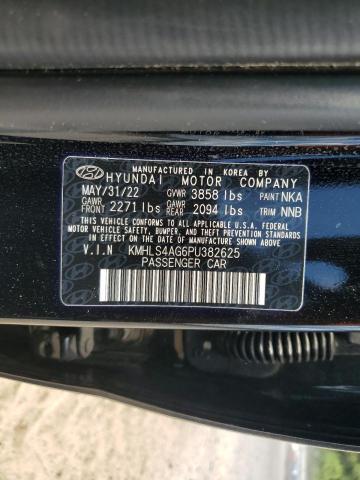 MANUFACTURED IN KOREA BY
HYUNDAI MOTOR COMPANY
MAY/31/22 GVWR 3858 lbs PAINT NKA
GAWR FRONT 2271 lbs GAWR REAR 2094 lbs TRIM NNB
THIS VEHICLE CONFORMS TO ALL APPLICABLE U.S.A. FEDERAL
MOTOR VEHICLE SAFETY, BUMPER, AND THEFT PREVENTION
STANDARDS IN EFFECT ON THE DATE OF MANUFACTURE SHOWN ABOVE.
V.I.N KMHLS4AG6PU382625
PASSENGER CAR